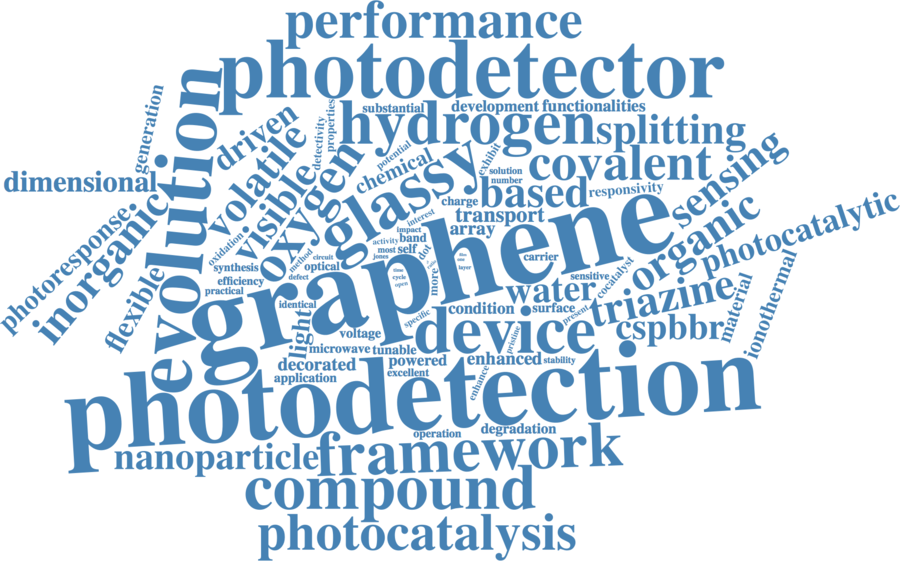 performance
photodetector
substantial
development
functionalities
generation
properties
detectivity
driven
hydrogen
splitting
evolution
volatile
visible
oxygen
potential
chemical
glassy
exhibit
solution
number
covalent
sensing
dimensional
inorganic
photoresponse
flexible
oxidation
synthesis
efficiency
practical
method
circuit
optical
defect
charge
based
responsivity
transport
array
interest
impact
activity
band
most
self
jones
dot
more
time
cycle
open
layer
graphene
carrier
organic
photocatalytic
sensitive
cocatalyst
water
triazine
cspbbr
material
ionothermal
identical
light
voltage
specific
condition
surface
present
device
pristine
microwave
tunable
powered
enhanced
stability
decorated
application
excellent
enhance
photodetection
operation
degradation
nanoparticle
framework
compound
photocatalysis